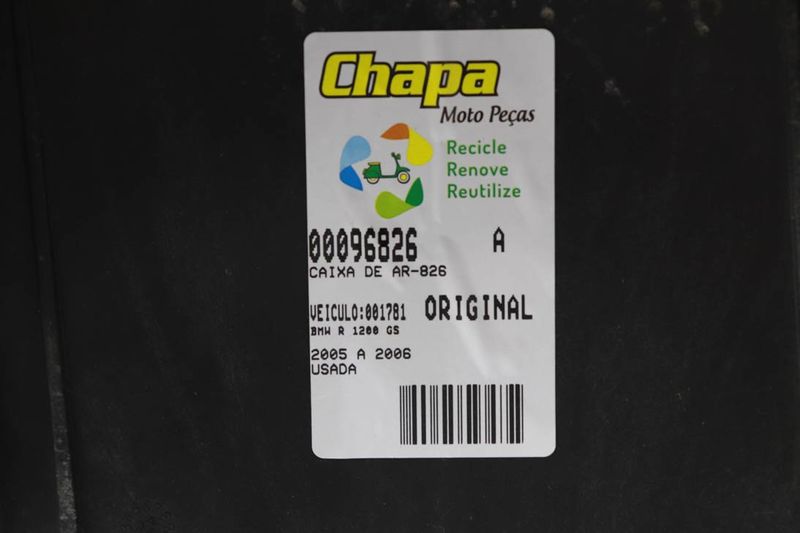 Chapa
Moto Peças
Recicle
Renove
Reutilize
00096826 A
CAIXA DE AR-826
VEICULO:001781 ORIGINAL
BMW R 1200 GS
2005 A 2006
USADA